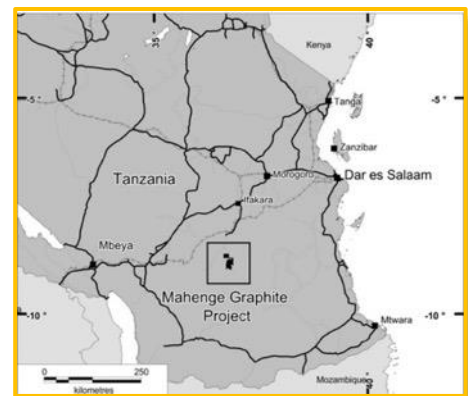 35
40
Kenya
-5
-5
Tanga
Zanzibar
Tanzania
Morogoro
Dar es Salaam
Ifakara
Mbeya
Mahenge Graphite
Project
-10
-10
Mtwara
0
250
kilometres
Mozambique
40